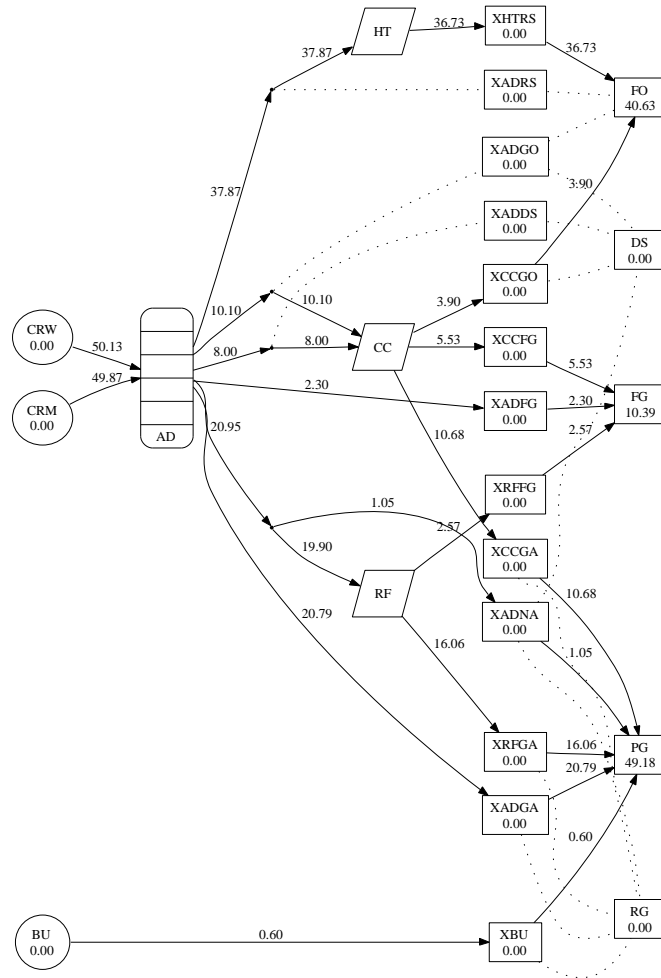 HT
XHTRS
0.00
36.73
37.87
36.73
XADRS
0.00
FO
40.63
XADGO
0.00
37.87
3.90
XADDS
0.00
DS
0.00
XCCGO
0.00
10.10
10.10
3.90
CRW
0.00
50.13
8.00
8.00
CC
5.53
XCCFG
0.00
5.53
49.87
2.30
2.30
FG
10.39
CRM
0.00
XADFG
0.00
AD
20.95
10.68
2.57
XRFFG
0.00
1.05
2.57
19.90
XCCGA
0.00
RF
10.68
20.79
XADNA
0.00
16.06
1.05
XRFGA
0.00
16.06
PG
49.18
20.79
XADGA
0.00
0.60
RG
0.00
BU
0.00
0.60
XBU
0.00